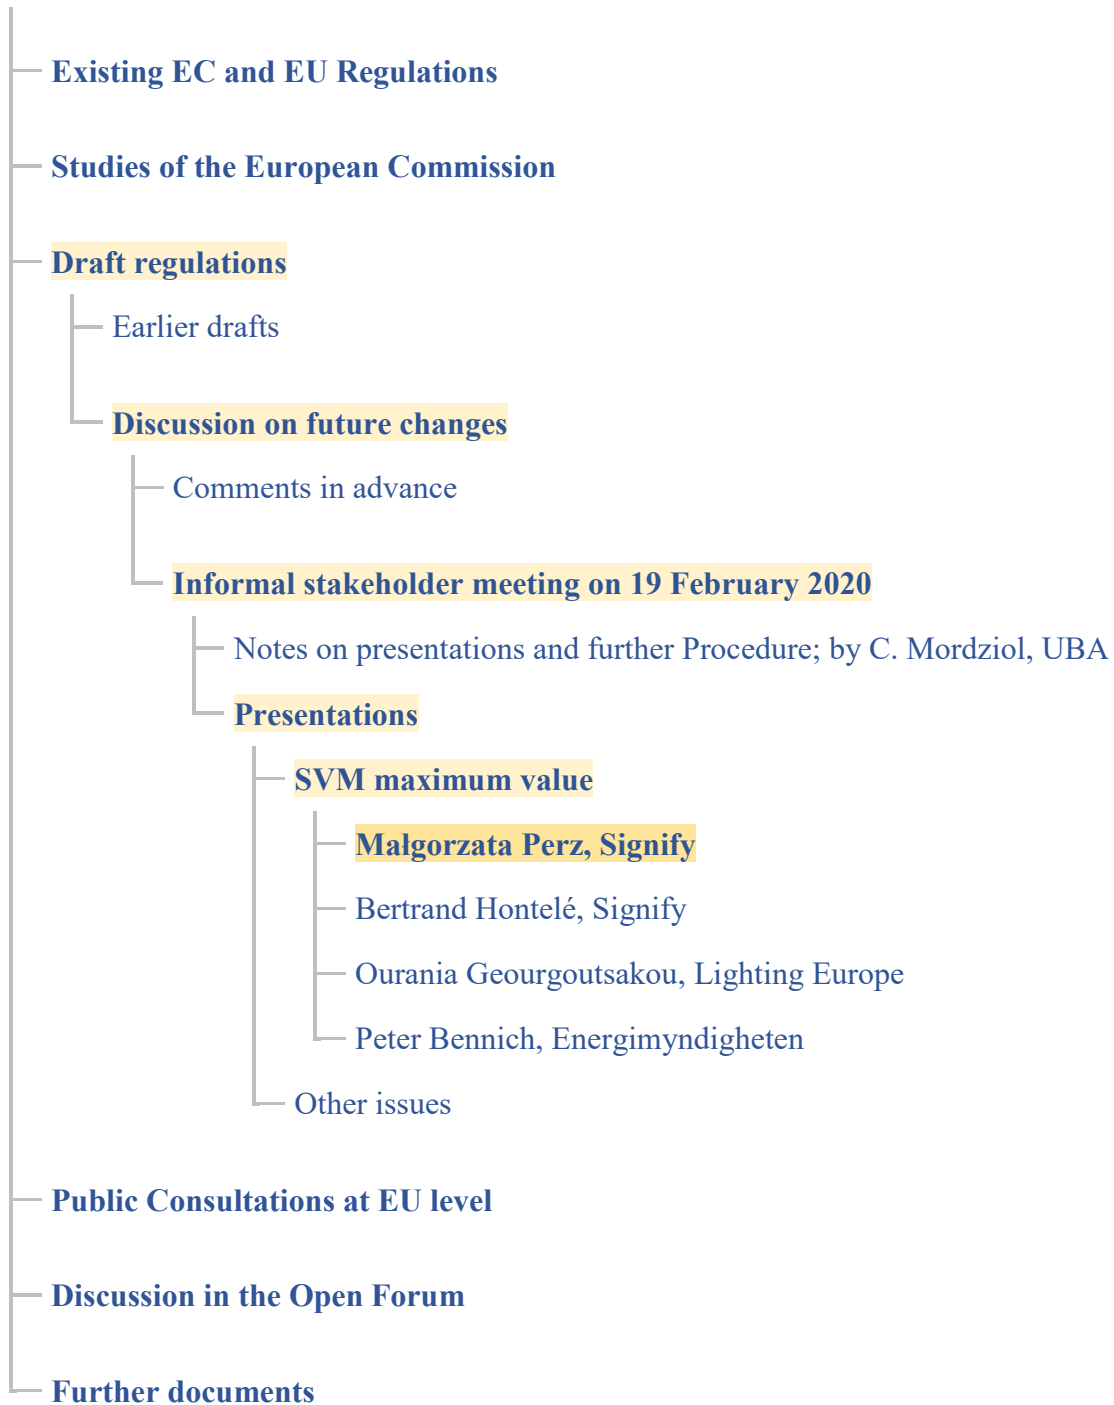 Existing EC and EU Regulations
Studies of the European Commission
Draft regulations
Earlier drafts
Discussion on future changes
Comments in advance
Informal stakeholder meeting on 19 February 2020
Notes on presentations and further Procedure; by C. Mordziol, UBA
Presentations
SVM maximum value
Małgorzata Perz, Signify
Bertrand Hontelé, Signify
Ourania Geourgoutsakou, Lighting Europe
Peter Bennich, Energimyndigheten
Other issues
Public Consultations at EU level
Discussion in the Open Forum
Further documents